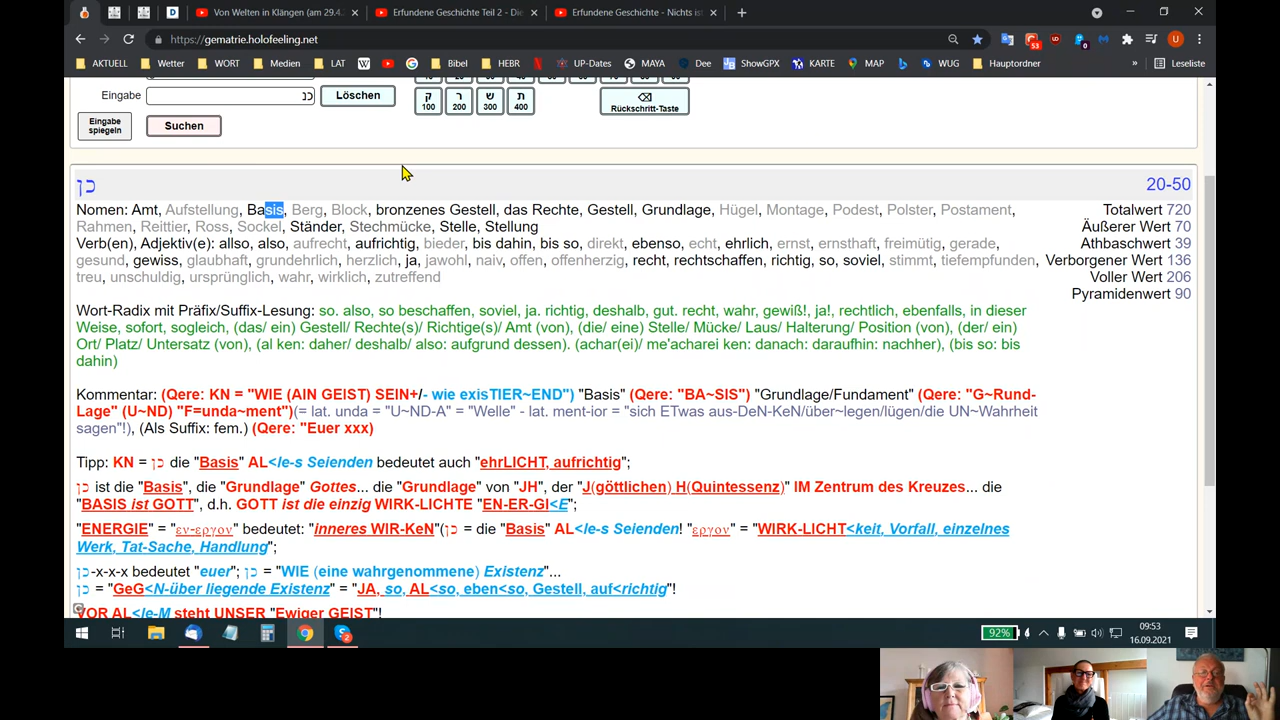 Von Welten in Klängen (am 29.4.
Erfundene Geschichte Teil 2 - Die
Erfundene Geschichte - Nichts is
https://gematrie.holofeeling.net
AKTUELL Wetter WORT Medien LAT Bibel HEBR UP-Dates MAYA Dee ShowGPX KARTE MAP WUG Hauptordner » Leseliste
Eingabe כנ Löschen
ק 100 ר 200 ש 300 ת 400 Rückschritt-Taste
Eingabe spiegeln Suchen
כן 20-50
Nomen: Amt, Aufstellung, Basis, Berg, Block, bronzenes Gestell, das Rechte, Gestell, Grundlage, Hügel, Montage, Podest, Polster, Postament, Totalwert 720
Rahmen, Reittier, Ross, Sockel, Ständer, Stechmücke, Stelle, Stellung Äußerer Wert 70
Verb(en), Adjektiv(e): allso, also, aufrecht, aufrichtig, bieder, bis dahin, bis so, direkt, ebenso, echt, ehrlich, ernst, ernsthaft, freimütig, gerade, Athbaschwert 39
gesund, gewiss, glaubhaft, grundehrlich, herzlich, ja, jawohl, naiv, offen, offenherzig, recht, rechtschaffen, richtig, so, soviel, stimmt, tiefempfunden, Verborgener Wert 136
treu, unschuldig, ursprünglich, wahr, wirklich, zutreffend Voller Wert 206
Pyramidenwert 90
Wort-Radix mit Präfix/Suffix-Lesung: so. also, so beschaffen, soviel, ja. richtig, deshalb, gut. recht, wahr, gewiß!, ja!, rechtlich, ebenfalls, in dieser
Weise, sofort, sogleich, (das/ ein) Gestell/ Rechte(s)/ Richtige(s)/ Amt (von), (die/ eine) Stelle/ Mücke/ Laus/ Halterung/ Position (von), (der/ ein)
Ort/ Platz/ Untersatz (von), (al ken: daher/ deshalb/ also: aufgrund dessen). (achar(ei)/ me'acharei ken: danach: daraufhin: nachher), (bis so: bis
dahin)
Kommentar: (Qere: KN = "WIE (AIN GEIST) SEIN+/- wie exisTIER~END") "Basis" (Qere: "BA~SIS") "Grundlage/Fundament" (Qere: "G~Rund-
Lage" (U~ND) "F=unda~ment")(= lat. unda = "U~ND-A" = "Welle" - lat. ment-ior = "sich ETwas aus-DeN-KeN/über~legen/lügen/die UN~Wahrheit
sagen"!), (Als Suffix: fem.) (Qere: "Euer xxx)
Tipp: KN = כן die "Basis" AL<le-s Seienden bedeutet auch "ehrLICHT, aufrichtig";
כן ist die "Basis", die "Grundlage" Gottes... die "Grundlage" von "JH", der "J(göttlichen) H(Quintessenz)" IM Zentrum des Kreuzes... die
"BASIS ist GOTT", d.h. GOTT ist die einzig WIRK-LICHTE "EN-ER-GI<E";
"ENERGIE" = "εν-εργον" bedeutet: "inneres WIR-KeN"(כן = die "Basis" AL<le-s Seienden! "εργον" = "WIRK-LICHT<keit, Vorfall, einzelnes
Werk, Tat-Sache, Handlung";
כן-x-x-x bedeutet "euer"; כן = "WIE (eine wahrgenommene) Existenz"...
כן = "GeG<N-über liegende Existenz" = "JA, so, AL<so, eben<so, Gestell, auf<richtig"!
VOR AL<le-M steht UNSER "Ewiger GEIST"!
92% 09:53
16.09.2021